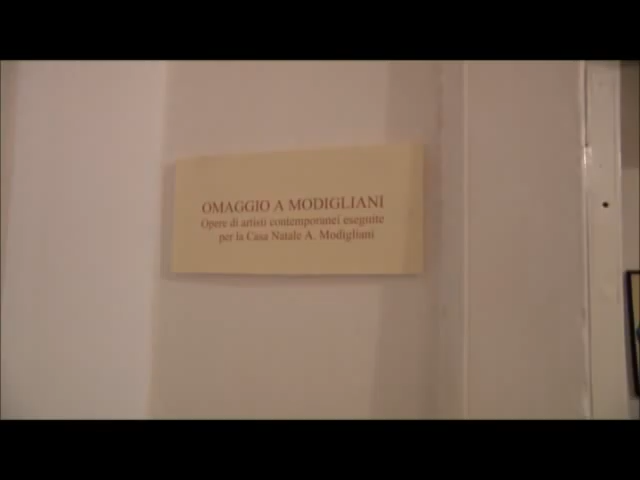 OMAGGIO A MODIGLIANI
Opere di artisti contemporanei eseguite
per la Casa Natale A. Modigliani